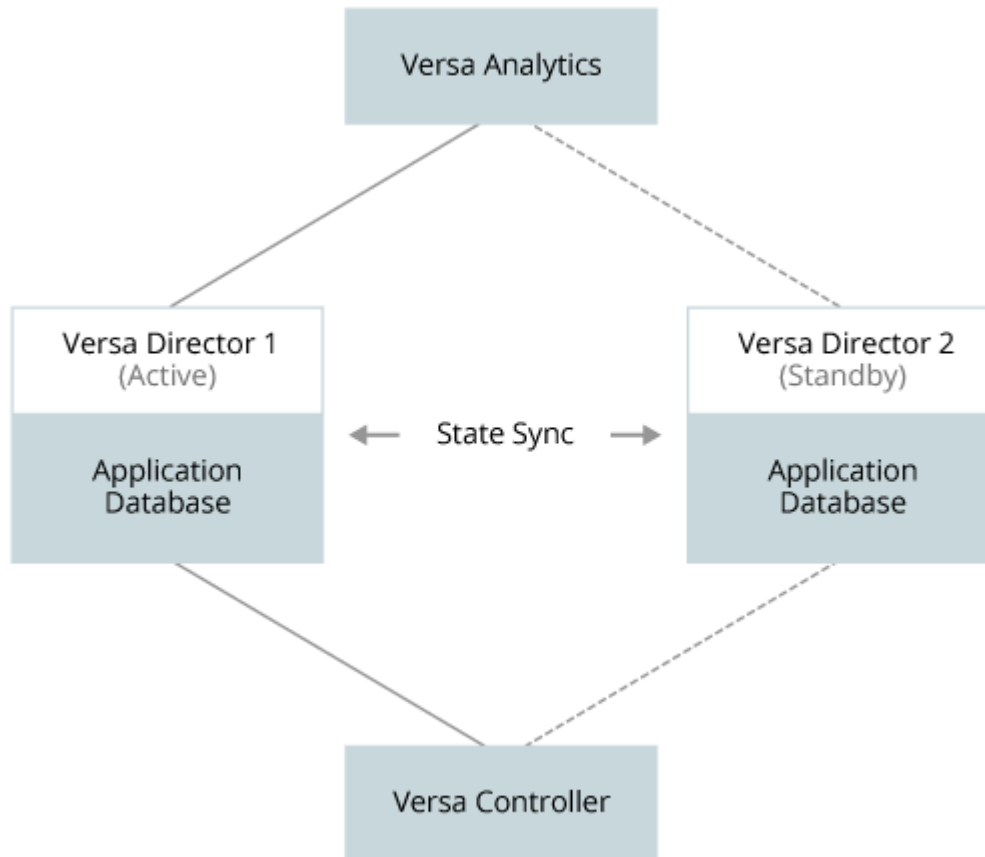 Versa Analytics
Versa Director 1
(Active)
Versa Director 2
(Standby)
State Sync
Application
Database
Application
Database
Versa Controller